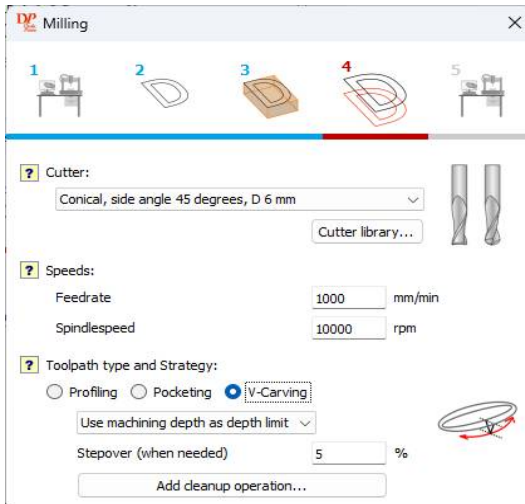 DP Milling
1 2 3 4 5
? Cutter:
Conical, side angle 45 degrees, D 6 mm
Cutter library...
? Speeds:
Feedrate 1000 mm/min
Spindlespeed 10000 rpm
? Toolpath type and Strategy:
Profiling Pocketing V-Carving
Use machining depth as depth limit
V
Stepover (when needed) 5 %
Add cleanup operation...